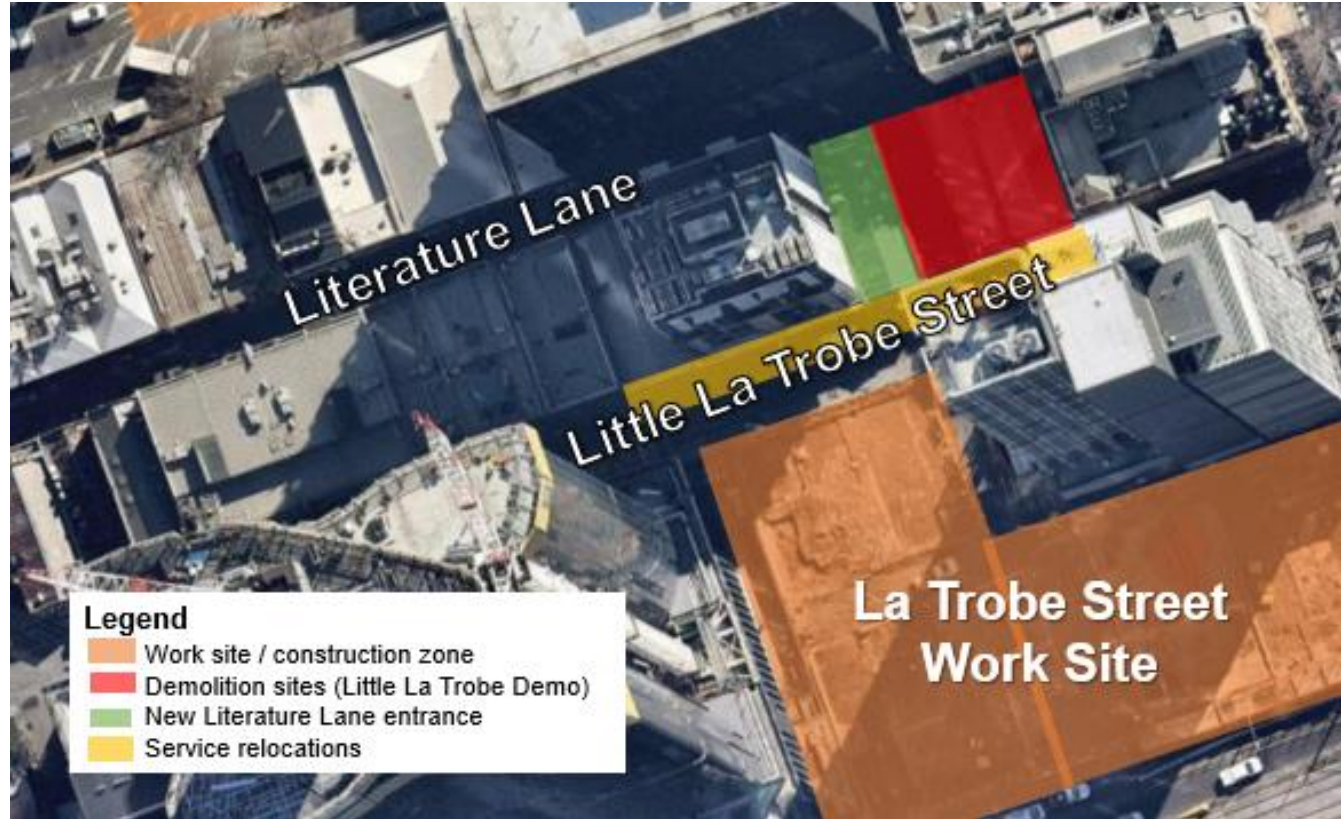 Literature Lane
Little La Trobe Street
La Trobe Street
Work Site
Legend
Work site / construction zone
Demolition sites (Little La Trobe Demo)
New Literature Lane entrance
Service relocations